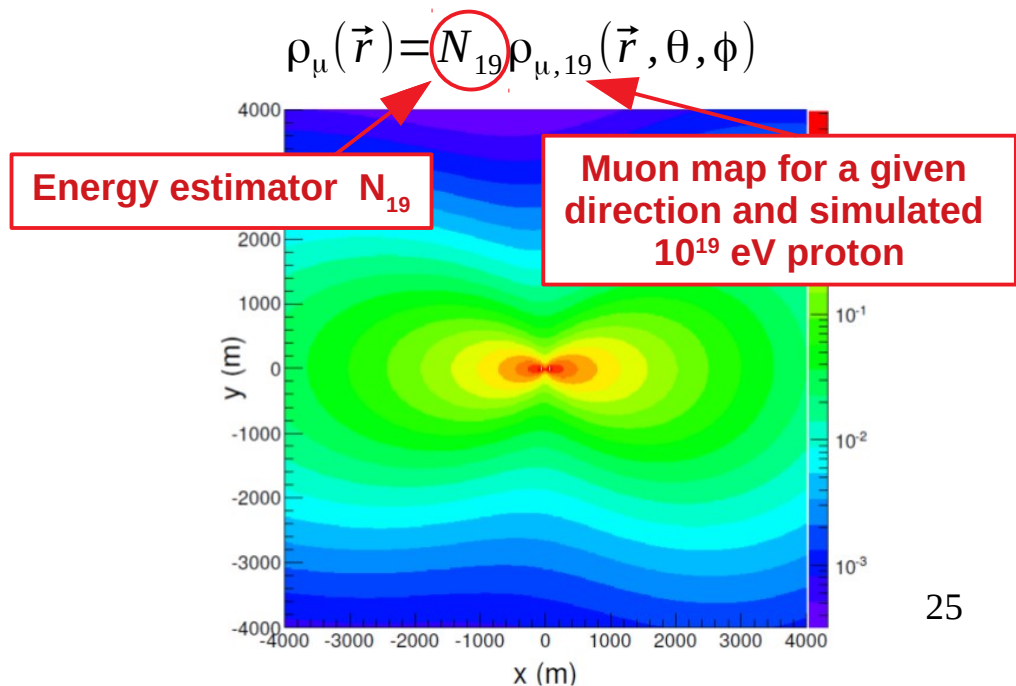 ρμ(r⃗)=N₁₉ρμ,₁₉(r⃗,θ,ϕ)
Energy estimator N₁₉
Muon map for a given
direction and simulated
10¹⁹ eV proton
4000
2000
1000
0
-1000
-2000
-3000
-4000
y (m)
-4000 -3000 -2000 -1000 0 1000 2000 3000 4000
x (m)
10⁻¹
10⁻²
10⁻³
25